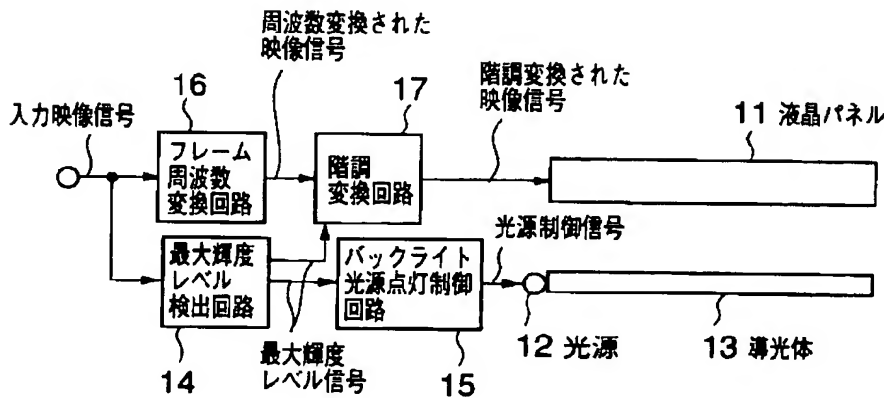 周波数変換された
映像信号
階調変換された
映像信号
16
17
入力映像信号
11 液晶パネル
フレーム
周波数
変換回路
階調
変換回路
光源制御信号
最大輝度
レベル
検出回路
バックライト
光源点灯制御
回路
14
最大輝度
レベル信号
15
12 光源
13 導光体